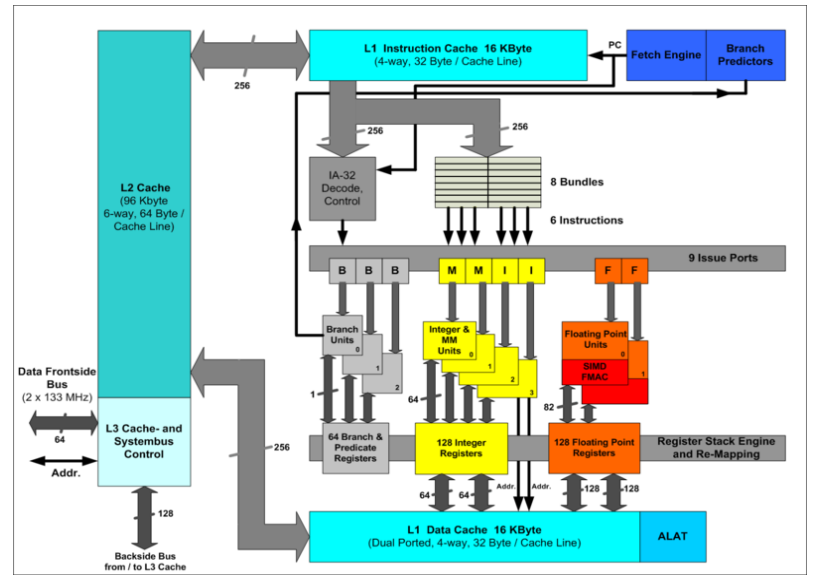 L1 Instruction Cache 16 KByte
(4-way, 32 Byte / Cache Line)
PC
Fetch Engine
Branch
Predictors
256
256
256
L2 Cache
(96 Kbyte
6-way, 64 Byte /
Cache Line)
IA-32
Decode,
Control
8 Bundles
6 Instructions
9 Issue Ports
B
B
B
M
M
I
I
F
F
Branch
Units
0
1
2
Integer &
MM
Units
0
1
2
3
Floating Point
Units
0
SIMD
FMAC
1
Data Frontside
Bus
(2 x 133 MHz)
64
Addr.
L3 Cache- and
Systembus
Control
1
64
82
64 Branch &
Predicate
Registers
128 Integer
Registers
128 Floating Point
Registers
Register Stack Engine
and Re-Mapping
256
64
64
Addr.
Addr.
128
128
128
Backside Bus
from / to L3 Cache
L1 Data Cache 16 KByte
(Dual Ported, 4-way, 32 Byte / Cache Line)
ALAT